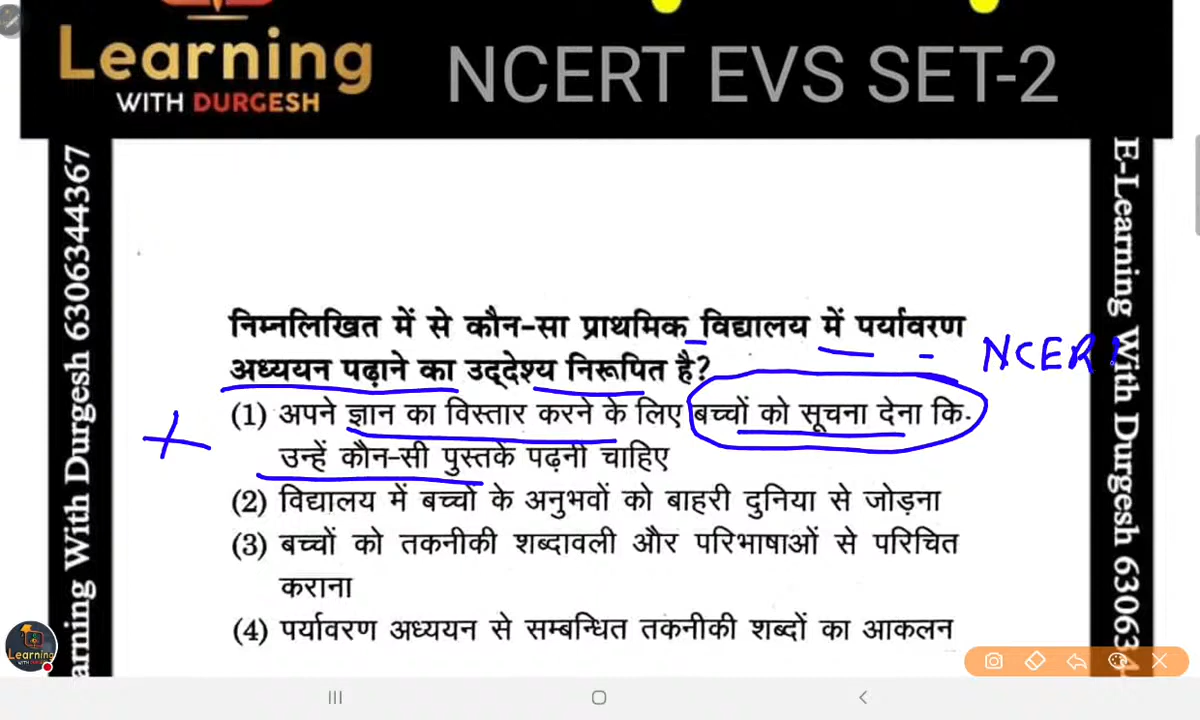 Learning
WITH DURGESH
NCERT EVS SET-2
निम्नलिखित में से कौन-सा प्राथमिक विद्यालय में पर्यावरण
अध्ययन पढ़ाने का उद्देश्य निरूपित है?
NCERT
(1) अपने ज्ञान का विस्तार करने के लिए बच्चों को सूचना देना कि
उन्हें कौन-सी पुस्तके पढ़नी चाहिए
(2) विद्यालय में बच्चों के अनुभवों को बाहरी दुनिया से जोड़ना
(3) बच्चों को तकनीकी शब्दावली और परिभाषाओं से परिचित
कराना
(4) पर्यावरण अध्ययन से सम्बन्धित तकनीकी शब्दों का आकलन
arning With Durgesh 6306344367
E-Learning With Durgesh 630634
Learning